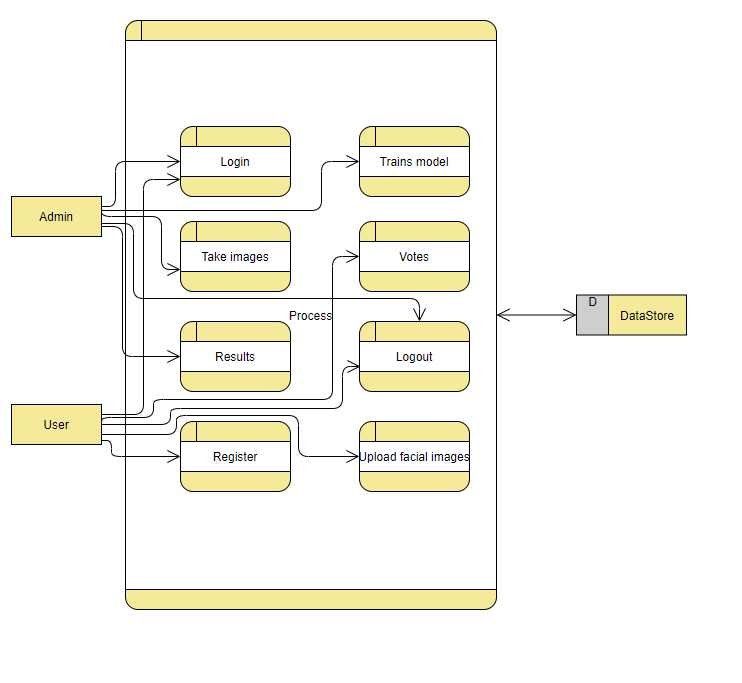 Login
Trains model
Admin
Take images
Votes
D
DataStore
Process
Results
Logout
User
Register
Upload facial images